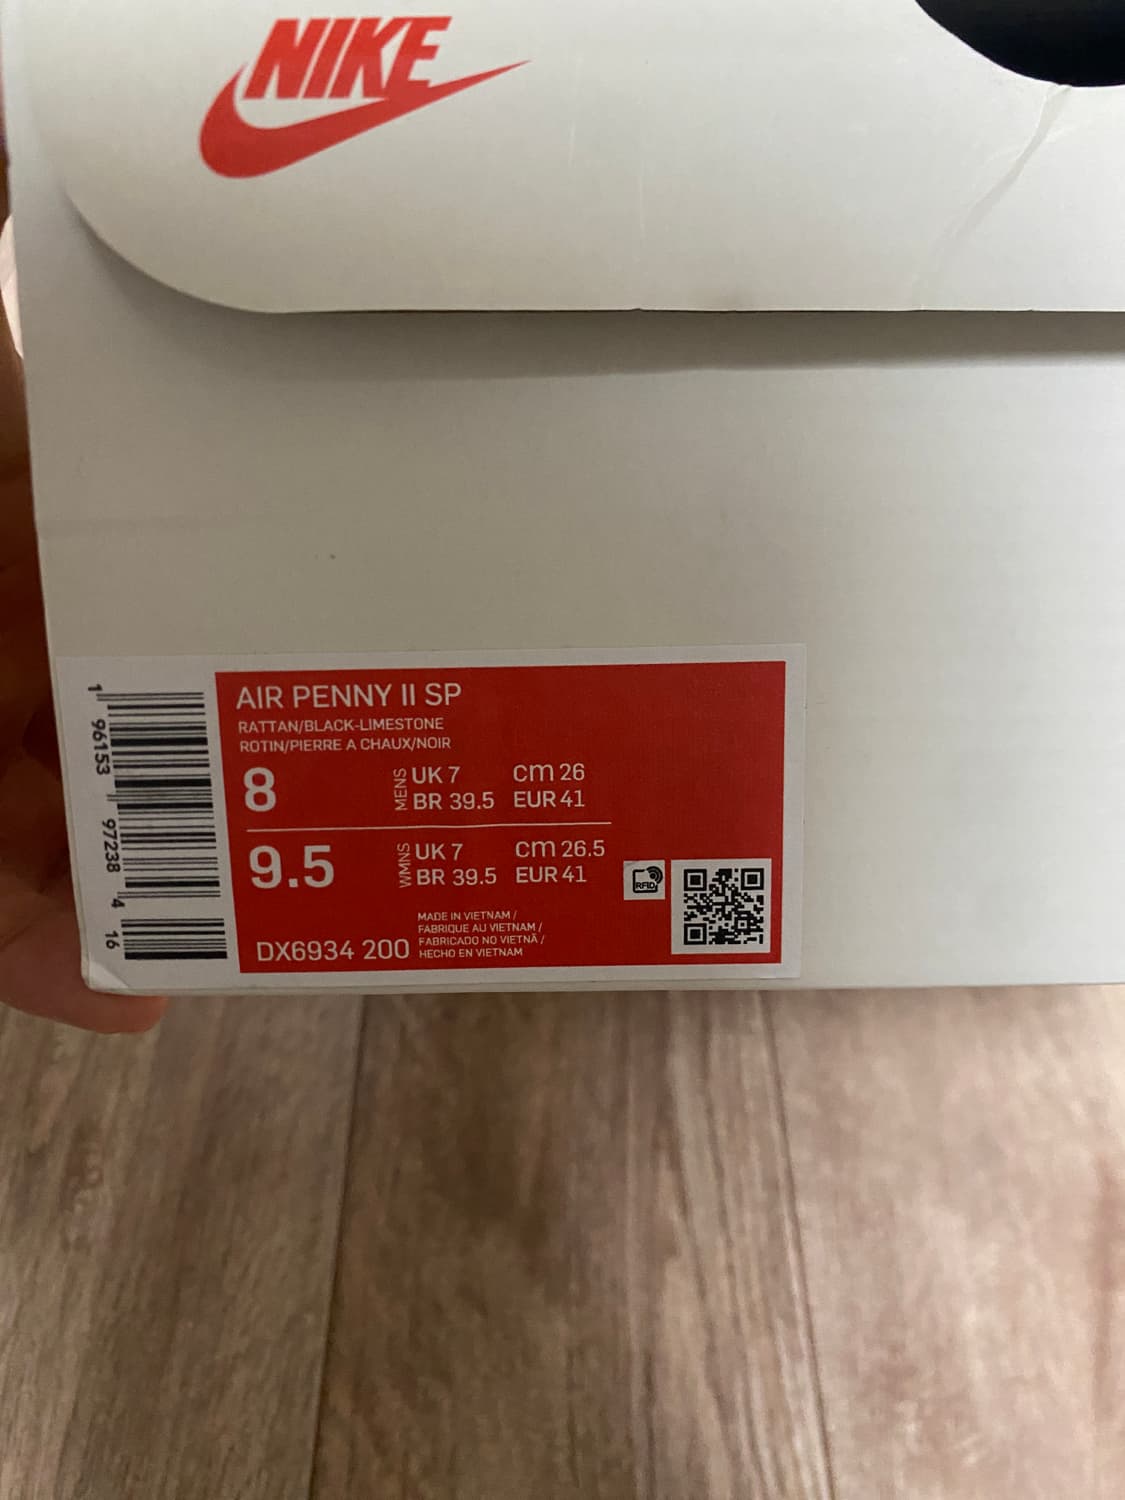 NIKE
AIR PENNY II SP
RATTAN/BLACK-LIMESTONE
ROTIN/PIERRE A CHAUX/NOIR
8 MENS UK 7 cm 26
BR 39.5 EUR 41
9.5 WMNS UK 7 cm 26.5
BR 39.5 EUR 41
RFID
MADE IN VIETNAM /
FABRIQUE AU VIETNAM /
FABRICADO NO VIETNÃ /
HECHO EN VIETNAM
DX6934 200
1 96153 97238 4 16